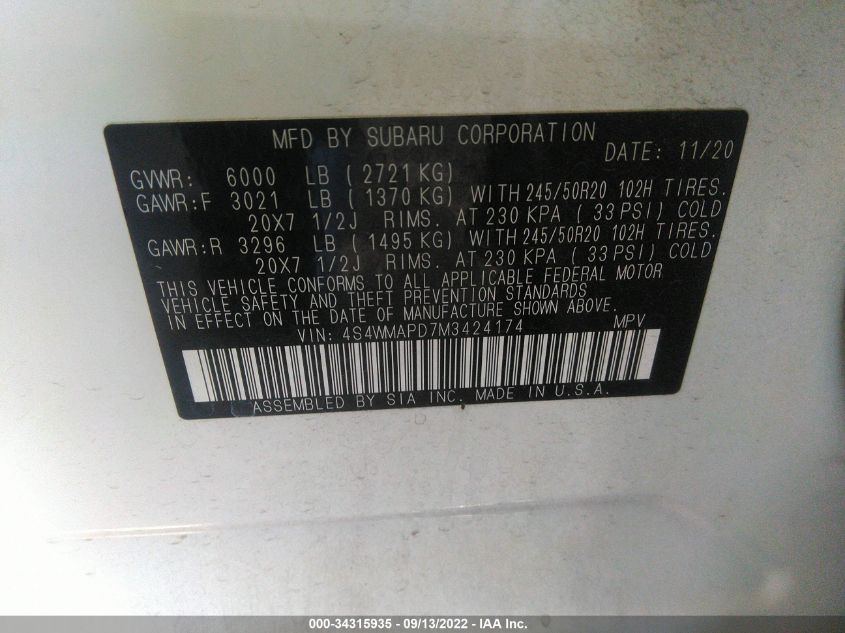 MFD BY SUBARU CORPORATION
DATE: 11/20
GVWR: 6000 LB ( 2721 KG)
GAWR:F 3021 LB ( 1370 KG) WITH 245/50R20 102H TIRES.
20X7 1/2J RIMS. AT 230 KPA ( 33 PSI) COLD
GAWR:R 3296 LB ( 1495 KG) WITH 245/50R20 102H TIRES.
20X7 1/2J RIMS. AT 230 KPA ( 33 PSI) COLD
THIS VEHICLE CONFORMS TO ALL APPLICABLE FEDERAL MOTOR
VEHICLE SAFETY AND THEFT PREVENTION STANDARDS
IN EFFECT ON THE DATE OF MANUFACTURE SHOWN ABOVE.
VIN: 4S4WMAPD7M3424174 MPV
ASSEMBLED BY SIA INC. MADE IN U.S.A.
000-34315935 - 09/13/2022 - IAA Inc.